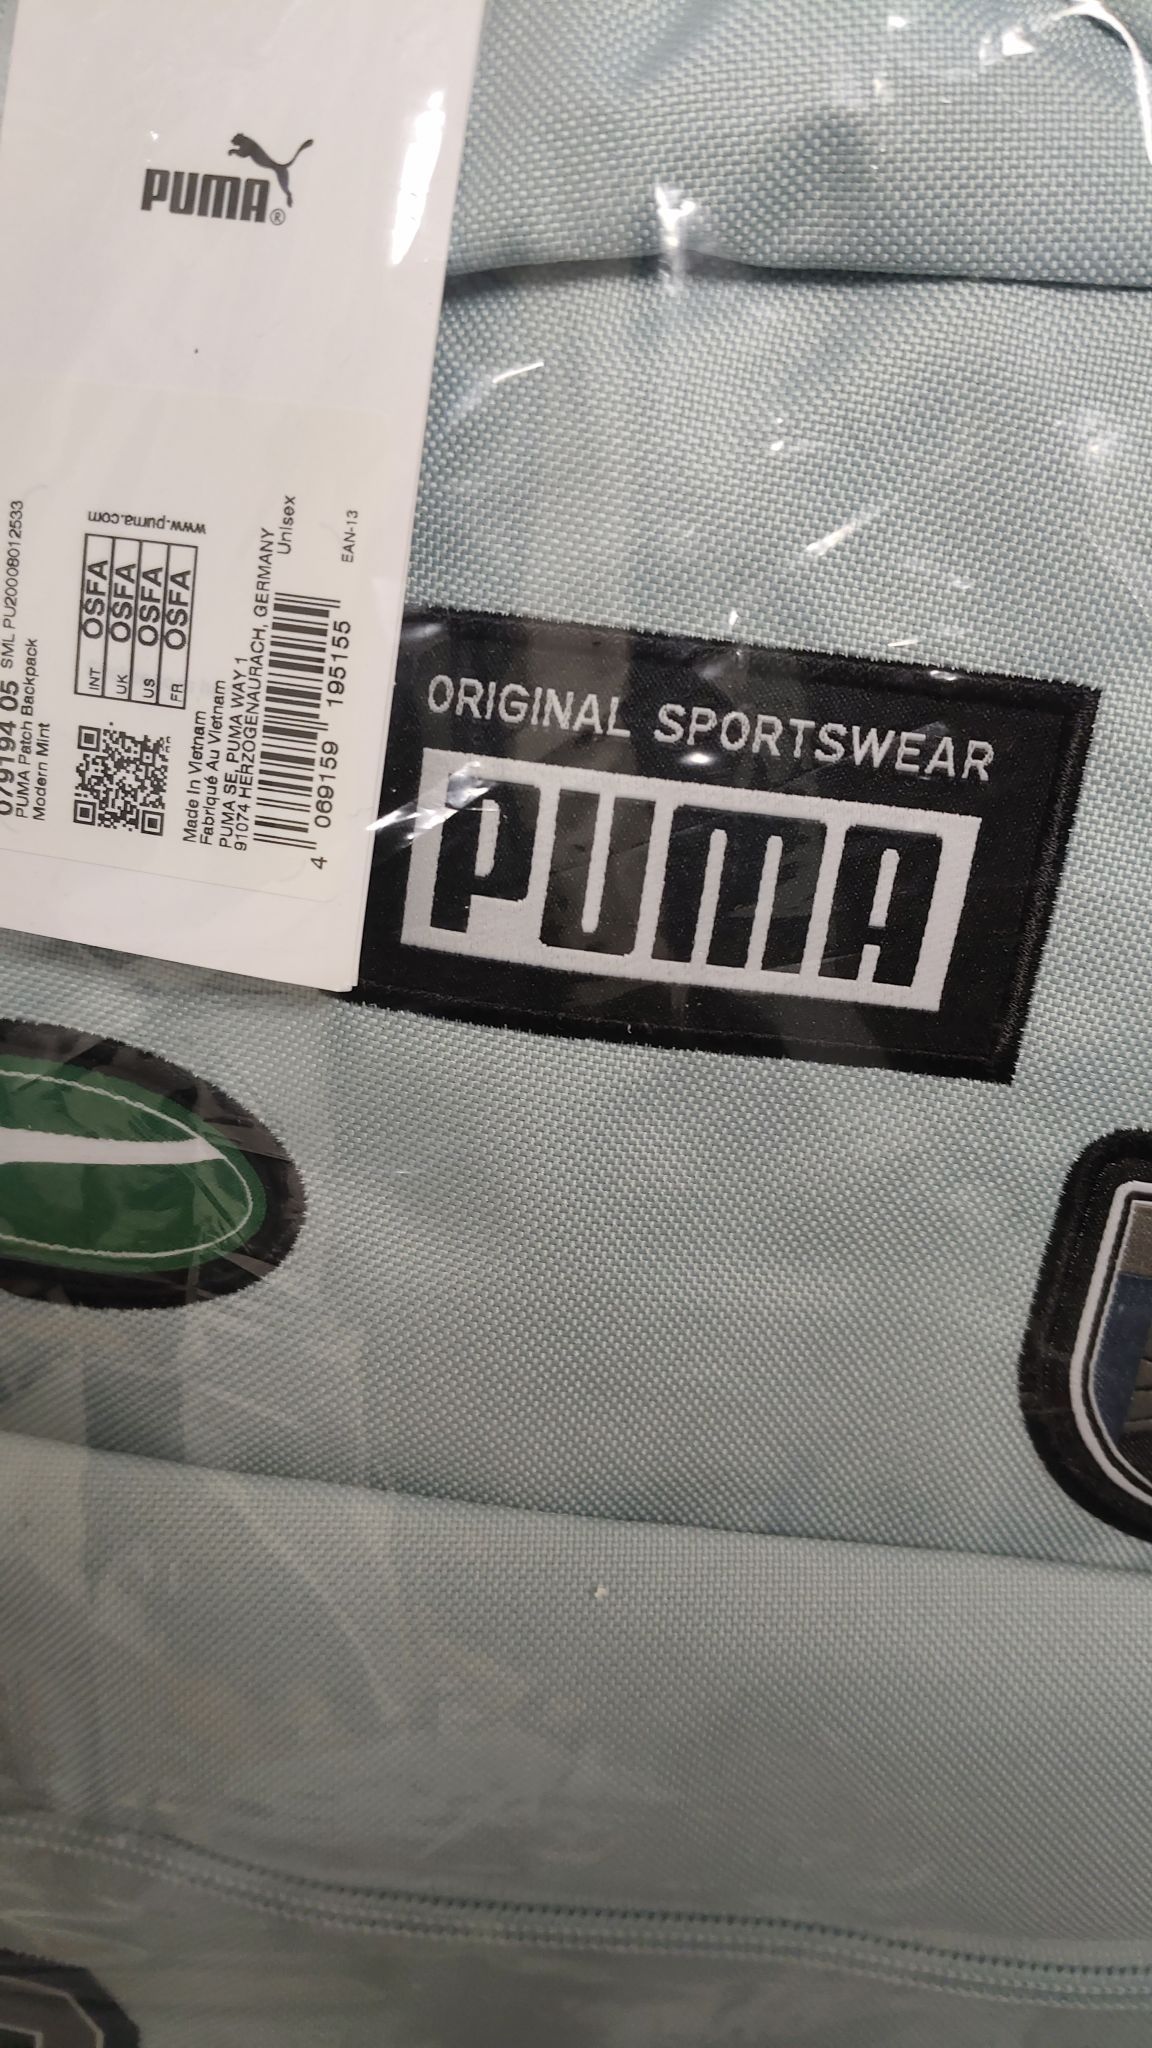 PUMA®
079194 05 SML PU20008012533
PUMA Patch Backpack
Modern Mint
www.puma.com
INT OSFA
UK OSFA
US OSFA
FR OSFA
Made In Vietnam
Fabriqué Au Vietnam
PUMA SE, PUMA WAY 1
91074 HERZOGENAURACH, GERMANY
Unisex
4 069159 195155
EAN-13
ORIGINAL SPORTSWEAR
PUMA